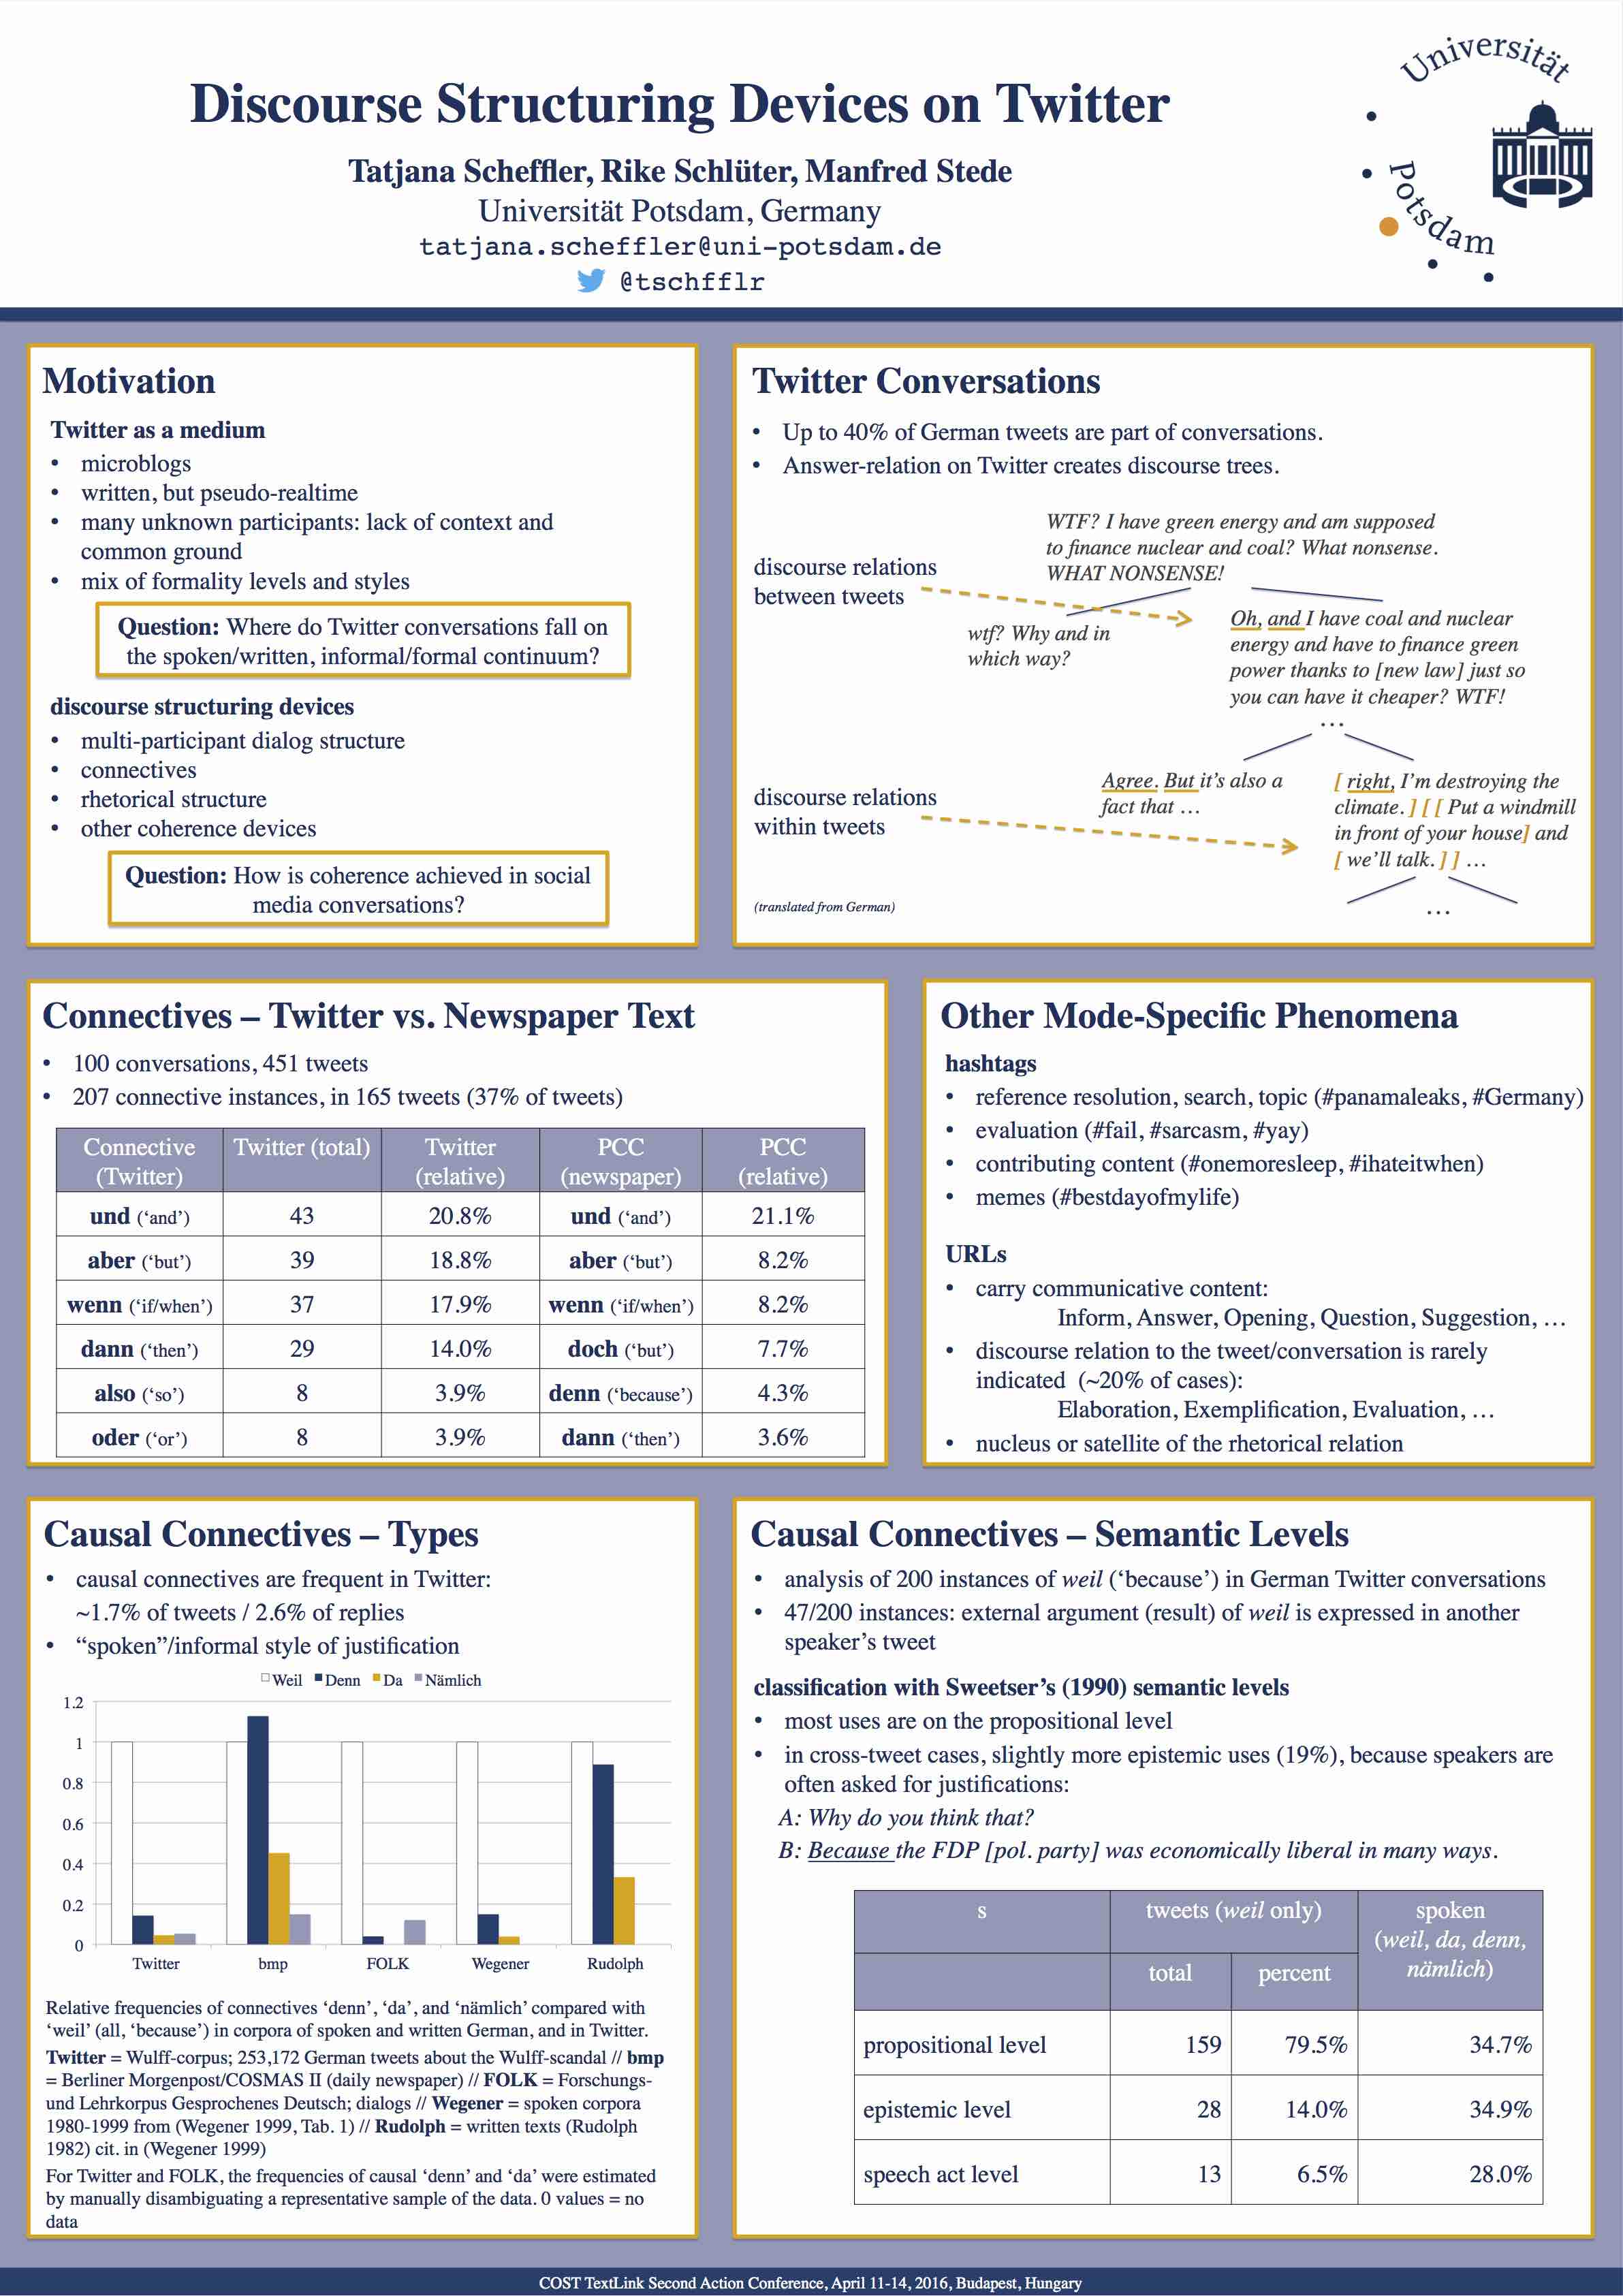 Discourse Structuring Devices on Twitter
Tatjana Scheffler, Rike Schlüter, Manfred Stede
Universität Potsdam, Germany
tatjana.scheffler@uni-potsdam.de
@tschfflr
Universität
Potsdam
Motivation
Twitter as a medium
• microblogs
• written, but pseudo-realtime
• many unknown participants: lack of context and
common ground
• mix of formality levels and styles
Question: Where do Twitter conversations fall on
the spoken/written, informal/formal continuum?
discourse structuring devices
• multi-participant dialog structure
• connectives
• rhetorical structure
• other coherence devices
Question: How is coherence achieved in social
media conversations?
Twitter Conversations
• Up to 40% of German tweets are part of conversations.
• Answer-relation on Twitter creates discourse trees.
WTF? I have green energy and am supposed
to finance nuclear and coal? What nonsense.
WHAT NONSENSE!
discourse relations
between tweets
wtf? Why and in
which way?
Oh, and I have coal and nuclear
energy and have to finance green
power thanks to [new law] just so
you can have it cheaper? WTF!
…
Agree. But it’s also a
fact that …
[ right, I’m destroying the
climate. ] [ [ [ Put a windmill
in front of your house] and
[ we’ll talk. ] ] …
discourse relations
within tweets
…
(translated from German)
Connectives – Twitter vs. Newspaper Text
• 100 conversations, 451 tweets
• 207 connective instances, in 165 tweets (37% of tweets)
Connective (Twitter) Twitter (total) Twitter (relative) PCC (newspaper) PCC (relative)
und (‘and’) 43 20.8% und (‘and’) 21.1%
aber (‘but’) 39 18.8% aber (‘but’) 8.2%
wenn (‘if/when’) 37 17.9% wenn (‘if/when’) 8.2%
dann (‘then’) 29 14.0% doch (‘but’) 7.7%
also (‘so’) 8 3.9% denn (‘because’) 4.3%
oder (‘or’) 8 3.9% dann (‘then’) 3.6%
Other Mode-Specific Phenomena
hashtags
• reference resolution, search, topic (#panamaleaks, #Germany)
• evaluation (#fail, #sarcasm, #yay)
• contributing content (#onemoresleep, #ihateitwhen)
• memes (#bestdayofmylife)
URLs
• carry communicative content:
Inform, Answer, Opening, Question, Suggestion, …
• discourse relation to the tweet/conversation is rarely
indicated (~20% of cases):
Elaboration, Exemplification, Evaluation, …
• nucleus or satellite of the rhetorical relation
Causal Connectives – Types
• causal connectives are frequent in Twitter:
~1.7% of tweets / 2.6% of replies
• “spoken”/informal style of justification
Weil Denn Da Nämlich
1.2
1
0.8
0.6
0.4
0.2
0
Twitter bmp FOLK Wegener Rudolph
Relative frequencies of connectives ‘denn’, ‘da’, and ‘nämlich’ compared with
‘weil’ (all, ‘because’) in corpora of spoken and written German, and in Twitter.
Twitter = Wulff-corpus; 253,172 German tweets about the Wulff-scandal // bmp
= Berliner Morgenpost/COSMAS II (daily newspaper) // FOLK = Forschungs-
und Lehrkorpus Gesprochenes Deutsch; dialogs // Wegener = spoken corpora
1980-1999 from (Wegener 1999, Tab. 1) // Rudolph = written texts (Rudolph
1982) cit. in (Wegener 1999)
For Twitter and FOLK, the frequencies of causal ‘denn’ and ‘da’ were estimated
by manually disambiguating a representative sample of the data. 0 values = no
data
Causal Connectives – Semantic Levels
• analysis of 200 instances of weil (‘because’) in German Twitter conversations
• 47/200 instances: external argument (result) of weil is expressed in another
speaker’s tweet
classification with Sweetser’s (1990) semantic levels
• most uses are on the propositional level
• in cross-tweet cases, slightly more epistemic uses (19%), because speakers are
often asked for justifications:
A: Why do you think that?
B: Because the FDP [pol. party] was economically liberal in many ways.
s tweets (weil only) spoken
(weil, da, denn,
nämlich)
total percent
propositional level 159 79.5% 34.7%
epistemic level 28 14.0% 34.9%
speech act level 13 6.5% 28.0%
COST TextLink Second Action Conference, April 11-14, 2016, Budapest, Hungary